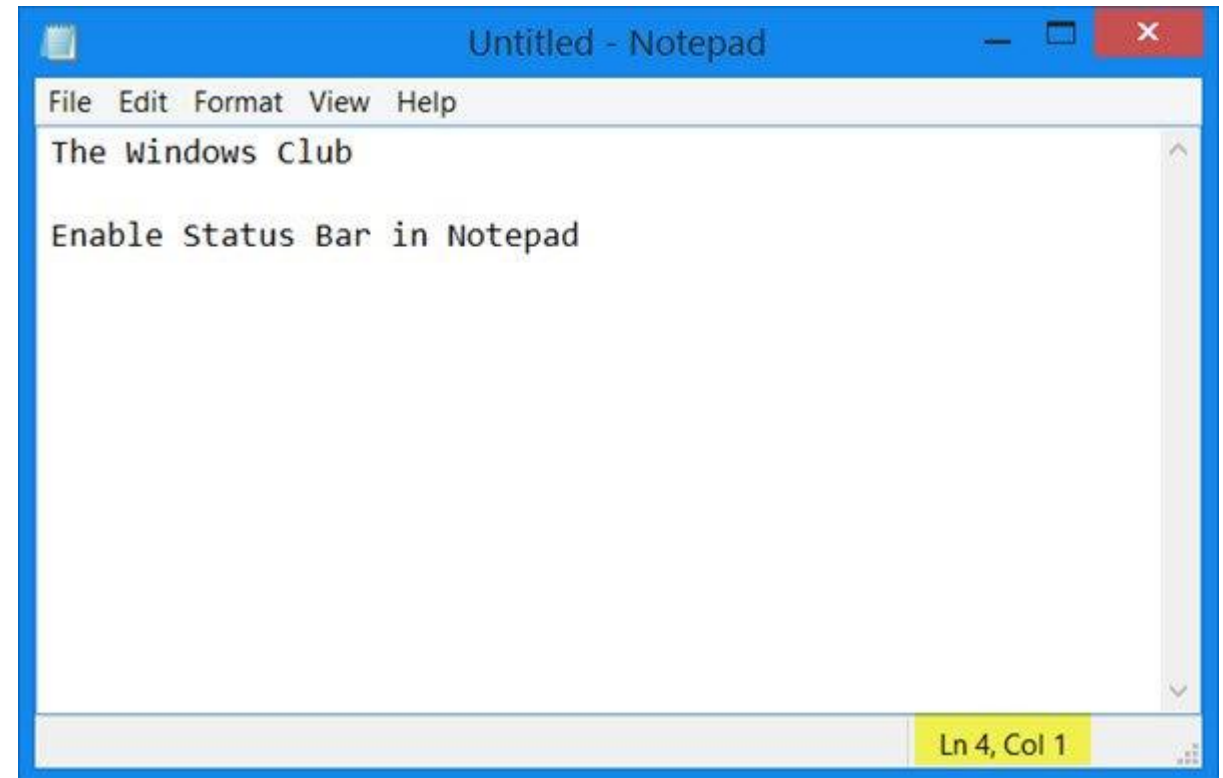 Untitled - Notepad
File Edit Format View Help
The Windows Club
Enable Status Bar in Notepad
Ln 4, Col 1